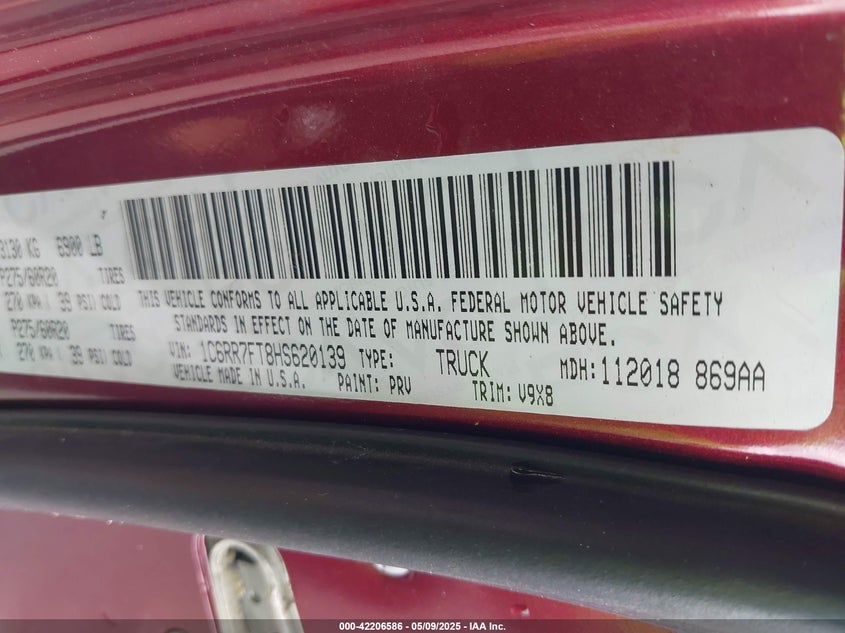 3130 KG 6900 LB
P275/60R20 TIRES
270 KPA / 39 PSI COLD
P275/60R20 TIRES
270 KPA / 39 PSI COLD
THIS VEHICLE CONFORMS TO ALL APPLICABLE U.S.A. FEDERAL MOTOR VEHICLE SAFETY
STANDARDS IN EFFECT ON THE DATE OF MANUFACTURE SHOWN ABOVE.
VIN: 1C6RR7FT8HS620139 TYPE: TRUCK MDH: 112018 869AA
VEHICLE MADE IN U.S.A. PAINT: PRV TRIM: V9X8
000-42206586 - 05/09/2025 - IAA Inc.